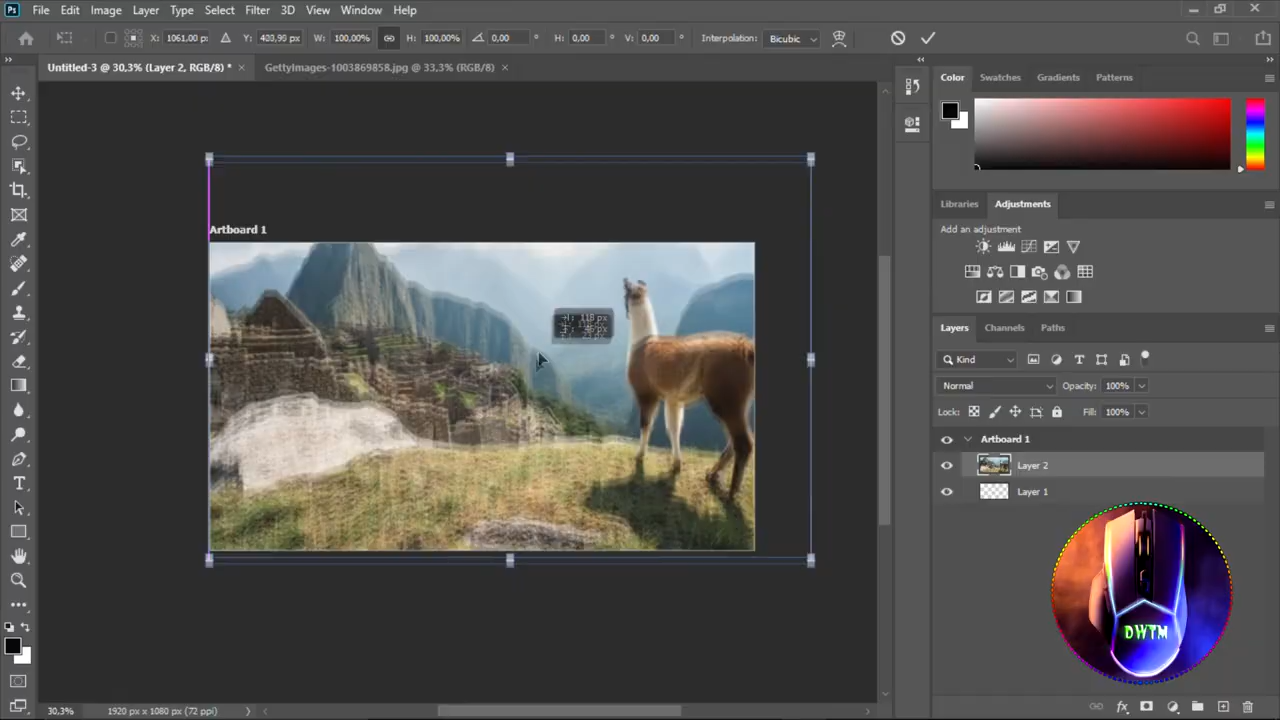 Ps File Edit Image Layer Type Select Filter 3D View Window Help
X: 1061,00 px Y: W: 100,00% H: 100,00% 0,00 ° H: 0,00 ° V: 0,00 ° Interpolation: Bicubic
Untitled-3 @ 30,3% (Layer 2, RGB/8) * × GettyImages-1003869858.jpg @ 33,3% (RGB/8) ×
Color Swatches Gradients Patterns
Libraries Adjustments
Add an adjustment
Artboard 1
Layers Channels Paths
Kind
Normal Opacity: 100%
Lock: Fill: 100%
Artboard 1
Layer 2
Layer 1
DWTM
30,3% 1920 px x 1080 px (72 ppi)